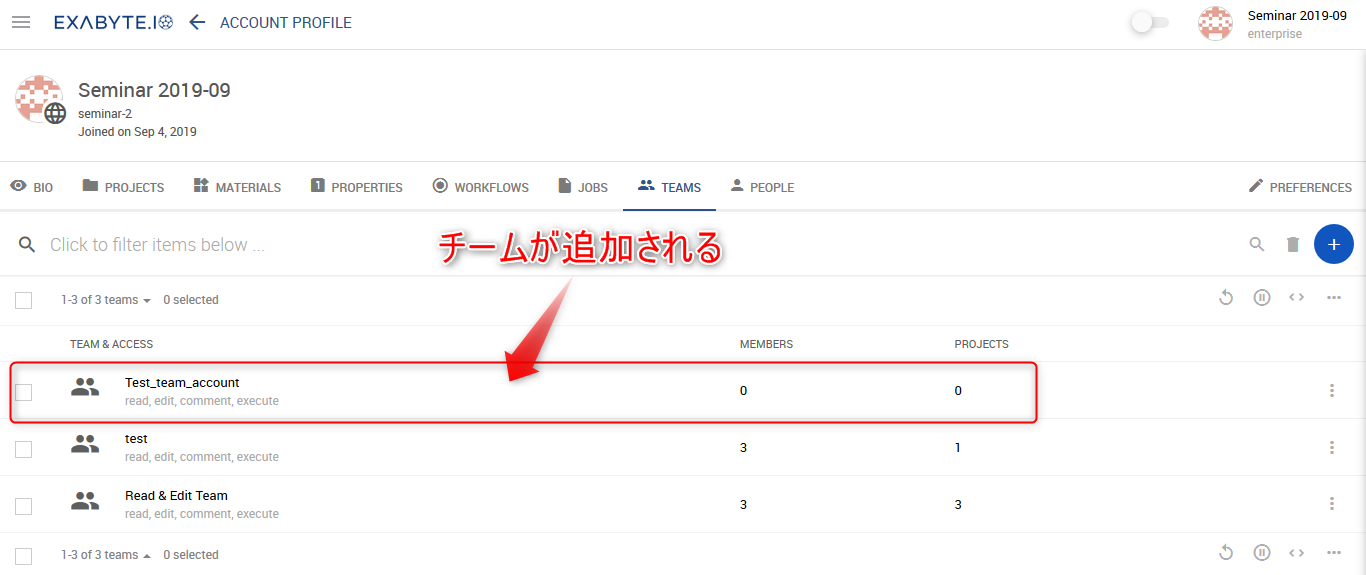 EXABYTE.IO ACCOUNT PROFILE
Seminar 2019-09
enterprise
Seminar 2019-09
seminar-2
Joined on Sep 4, 2019
BIO PROJECTS MATERIALS 1 PROPERTIES WORKFLOWS JOBS TEAMS PEOPLE PREFERENCES
Click to filter items below ...
チームが追加される
1-3 of 3 teams 0 selected
TEAM & ACCESS MEMBERS PROJECTS
Test_team_account 0 0
read, edit, comment, execute
test 3 1
read, edit, comment, execute
Read & Edit Team 3 3
read, edit, comment, execute
1-3 of 3 teams 0 selected